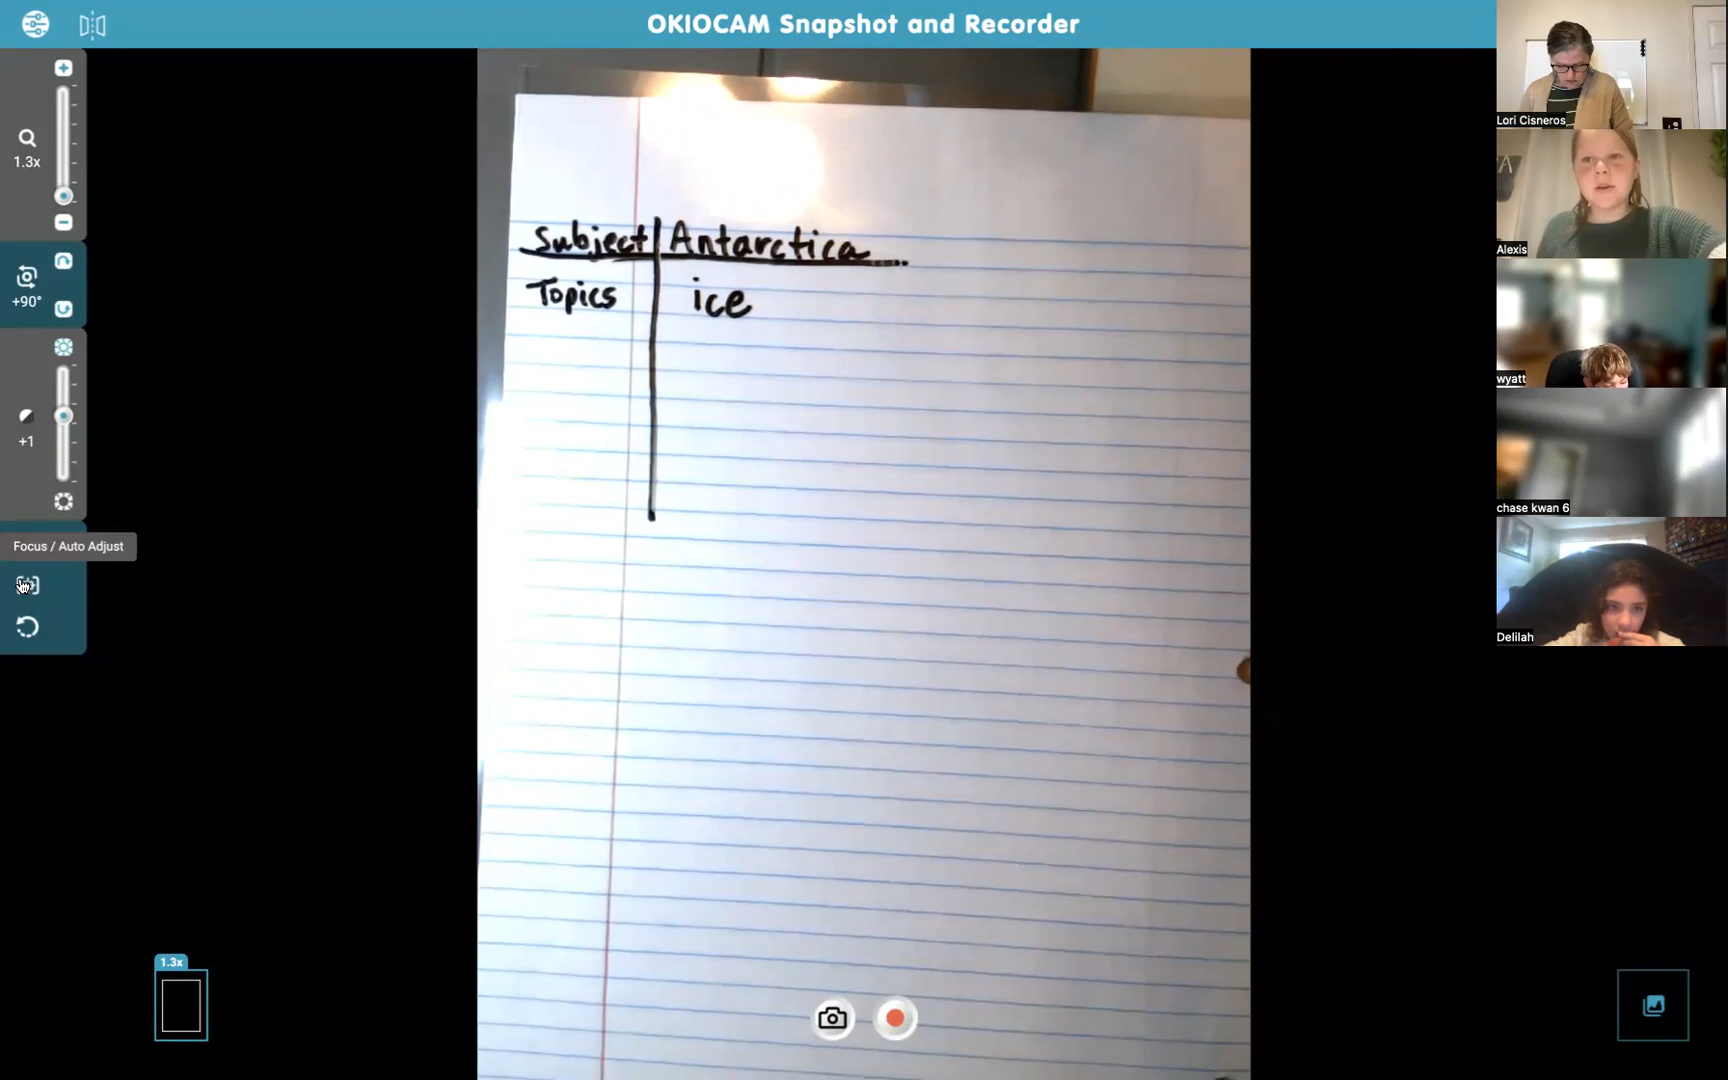 OKIOCAM Snapshot and Recorder
1.3x
+90°
+1
Focus / Auto Adjust
1.3x
Subject Antarctica
Topics ice
Lori Cisneros
Alexis
wyatt
chase kwan 6
Delilah